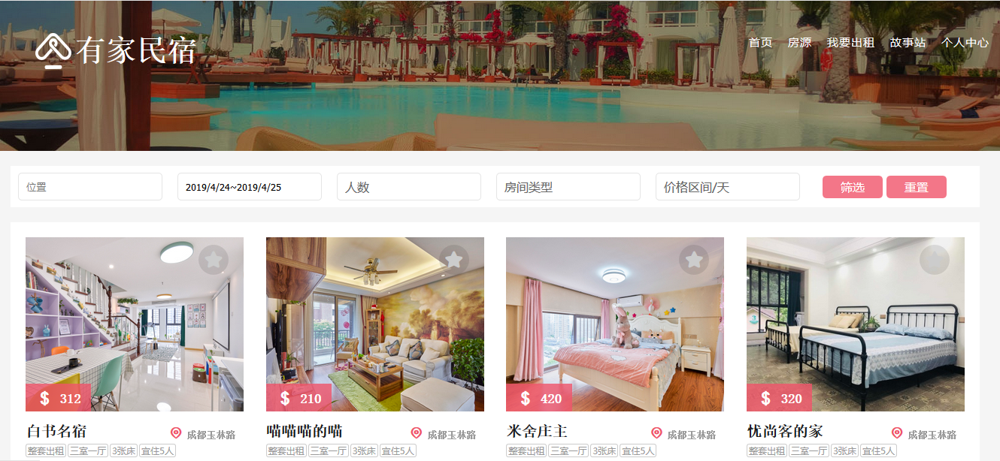 有家民宿
首页 房源 我要出租 故事站 个人中心
位置 2019/4/24~2019/4/25 人数 房间类型 价格区间/天 筛选 重置
$ 312 $ 210 $ 420 $ 320
白书名宿 成都玉林路 喵喵喵的喵 成都玉林路 米舍庄主 成都玉林路 忧尚客的家 成都玉林路
整套出租 三室一厅 3张床 宜住5人 整套出租 三室一厅 3张床 宜住5人 整套出租 三室一厅 3张床 宜住5人 整套出租 三室一厅 3张床 宜住5人